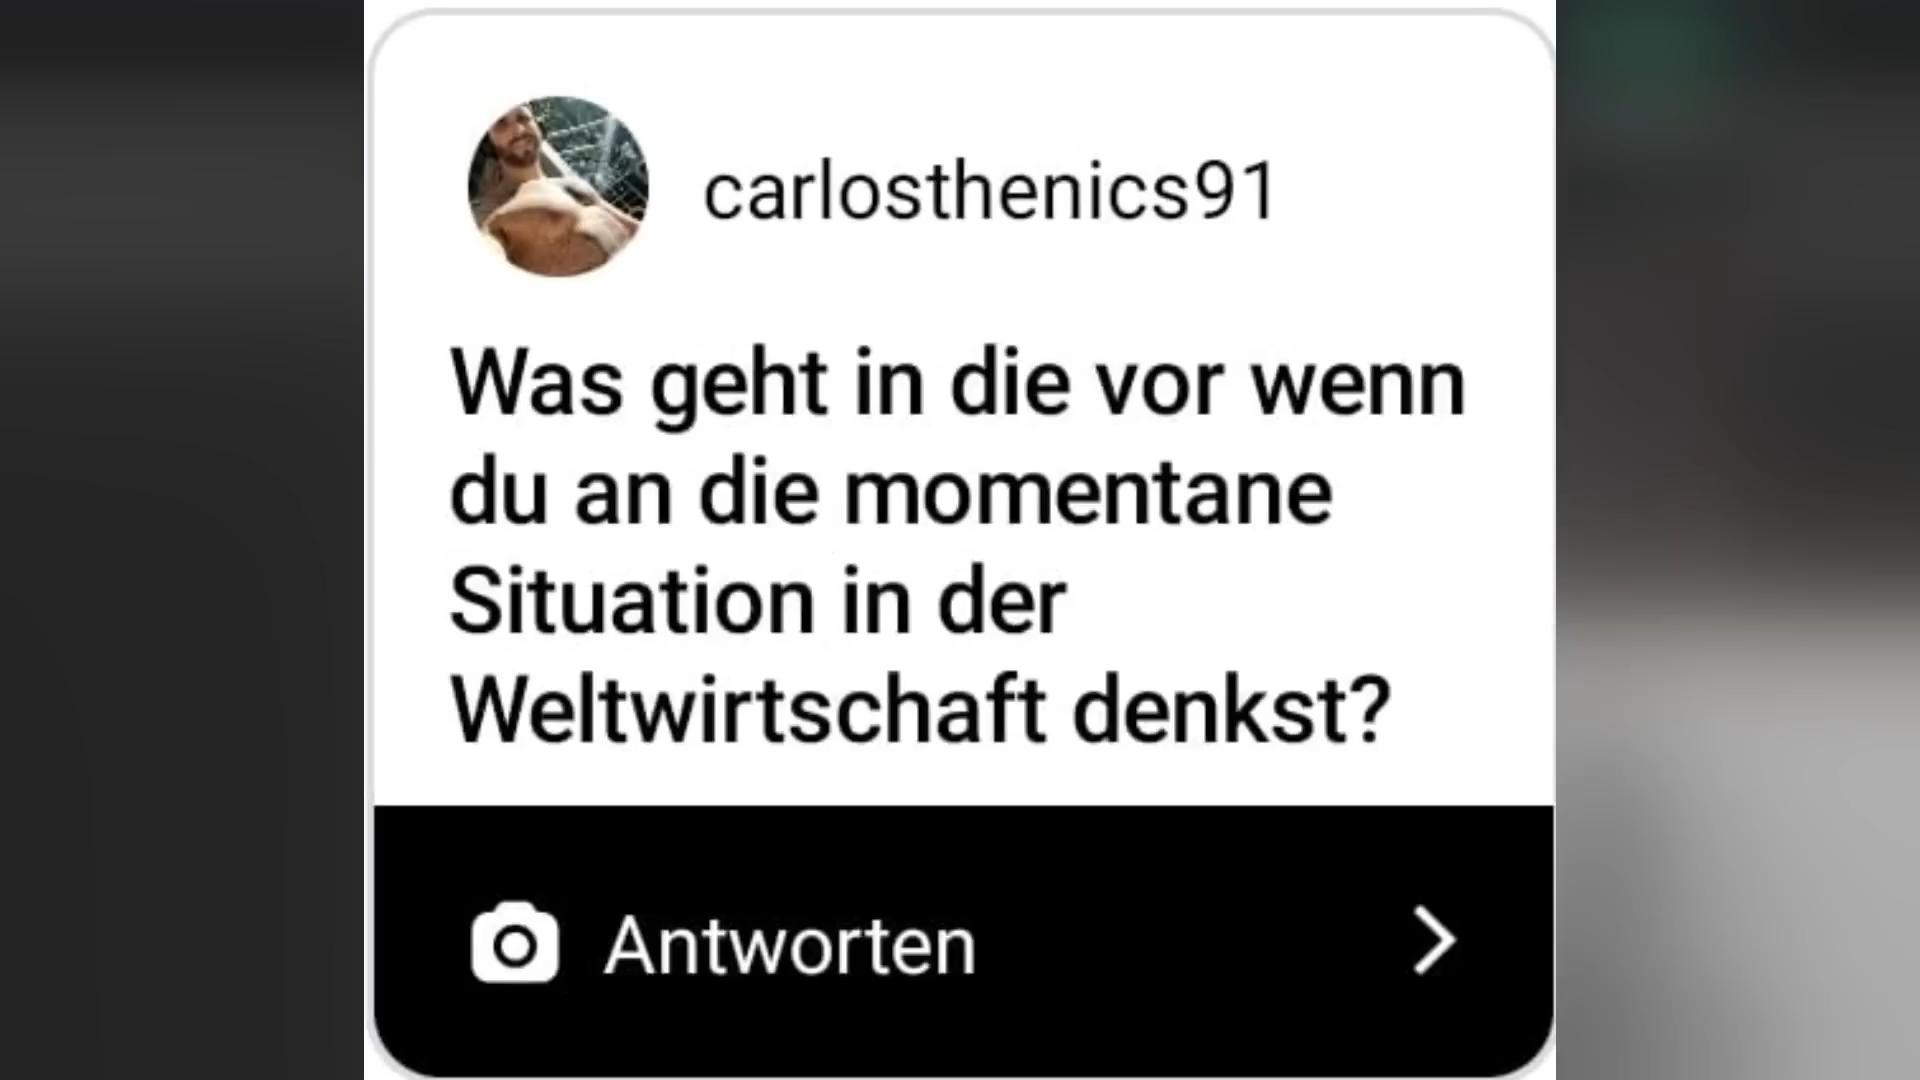 carlosthenics91
Was geht in die vor wenn
du an die momentane
Situation in der
Weltwirtschaft denkst?
Antworten